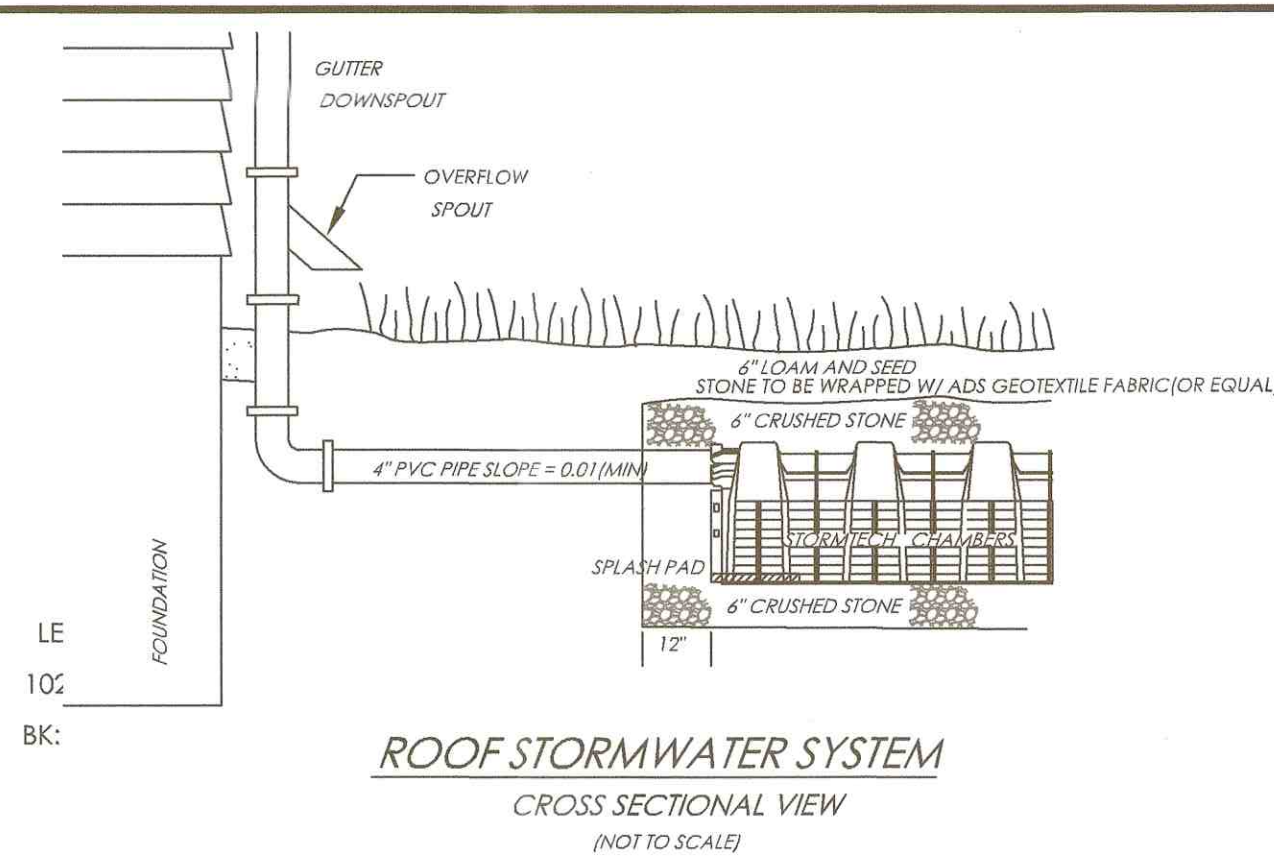 GUTTER
DOWNSPOUT
OVERFLOW
SPOUT
6" LOAM AND SEED
STONE TO BE WRAPPED W/ ADS GEOTEXTILE FABRIC(OR EQUAL)
6" CRUSHED STONE
4" PVC PIPE SLOPE = 0.01(MIN)
STORMTECH CHAMBERS
SPLASH PAD
6" CRUSHED STONE
12"
FOUNDATION
LE
102
BK:
ROOF STORMWATER SYSTEM
CROSS SECTIONAL VIEW
(NOT TO SCALE)